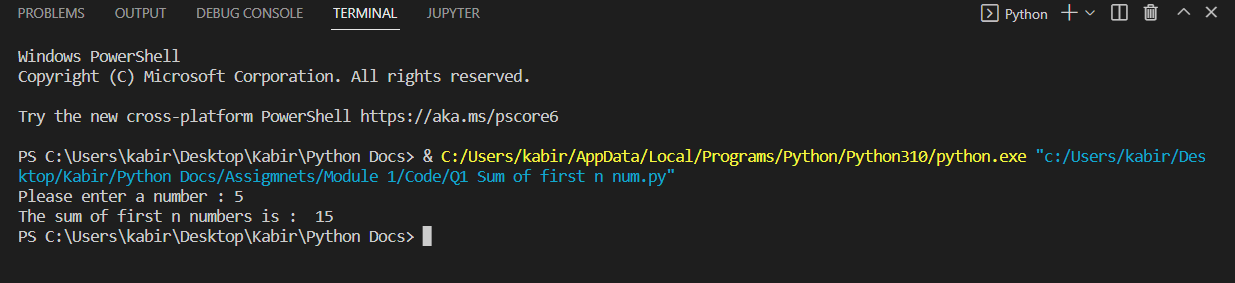 PROBLEMS OUTPUT DEBUG CONSOLE TERMINAL JUPYTER Python
Windows PowerShell
Copyright (C) Microsoft Corporation. All rights reserved.
Try the new cross-platform PowerShell https://aka.ms/pscore6
PS C:\Users\kabir\Desktop\Kabir\Python Docs> & C:/Users/kabir/AppData/Local/Programs/Python/Python310/python.exe "c:/Users/kabir/Des
ktop/Kabir/Python Docs/Assigmnets/Module 1/Code/Q1 Sum of first n num.py"
Please enter a number : 5
The sum of first n numbers is :  15
PS C:\Users\kabir\Desktop\Kabir\Python Docs>